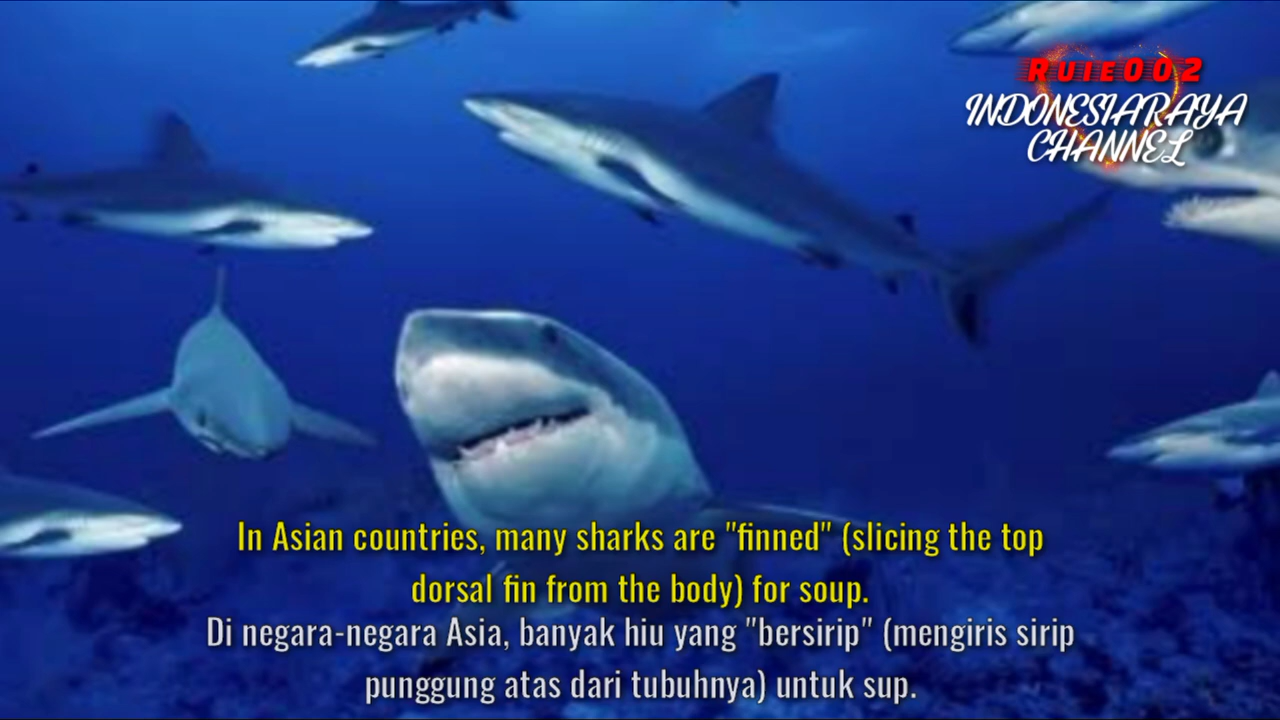 RUIE002
INDONESIARAYA
CHANNEL
In Asian countries, many sharks are "finned" (slicing the top
dorsal fin from the body) for soup.
Di negara-negara Asia, banyak hiu yang "bersirip" (mengiris sirip
punggung atas dari tubuhnya) untuk sup.